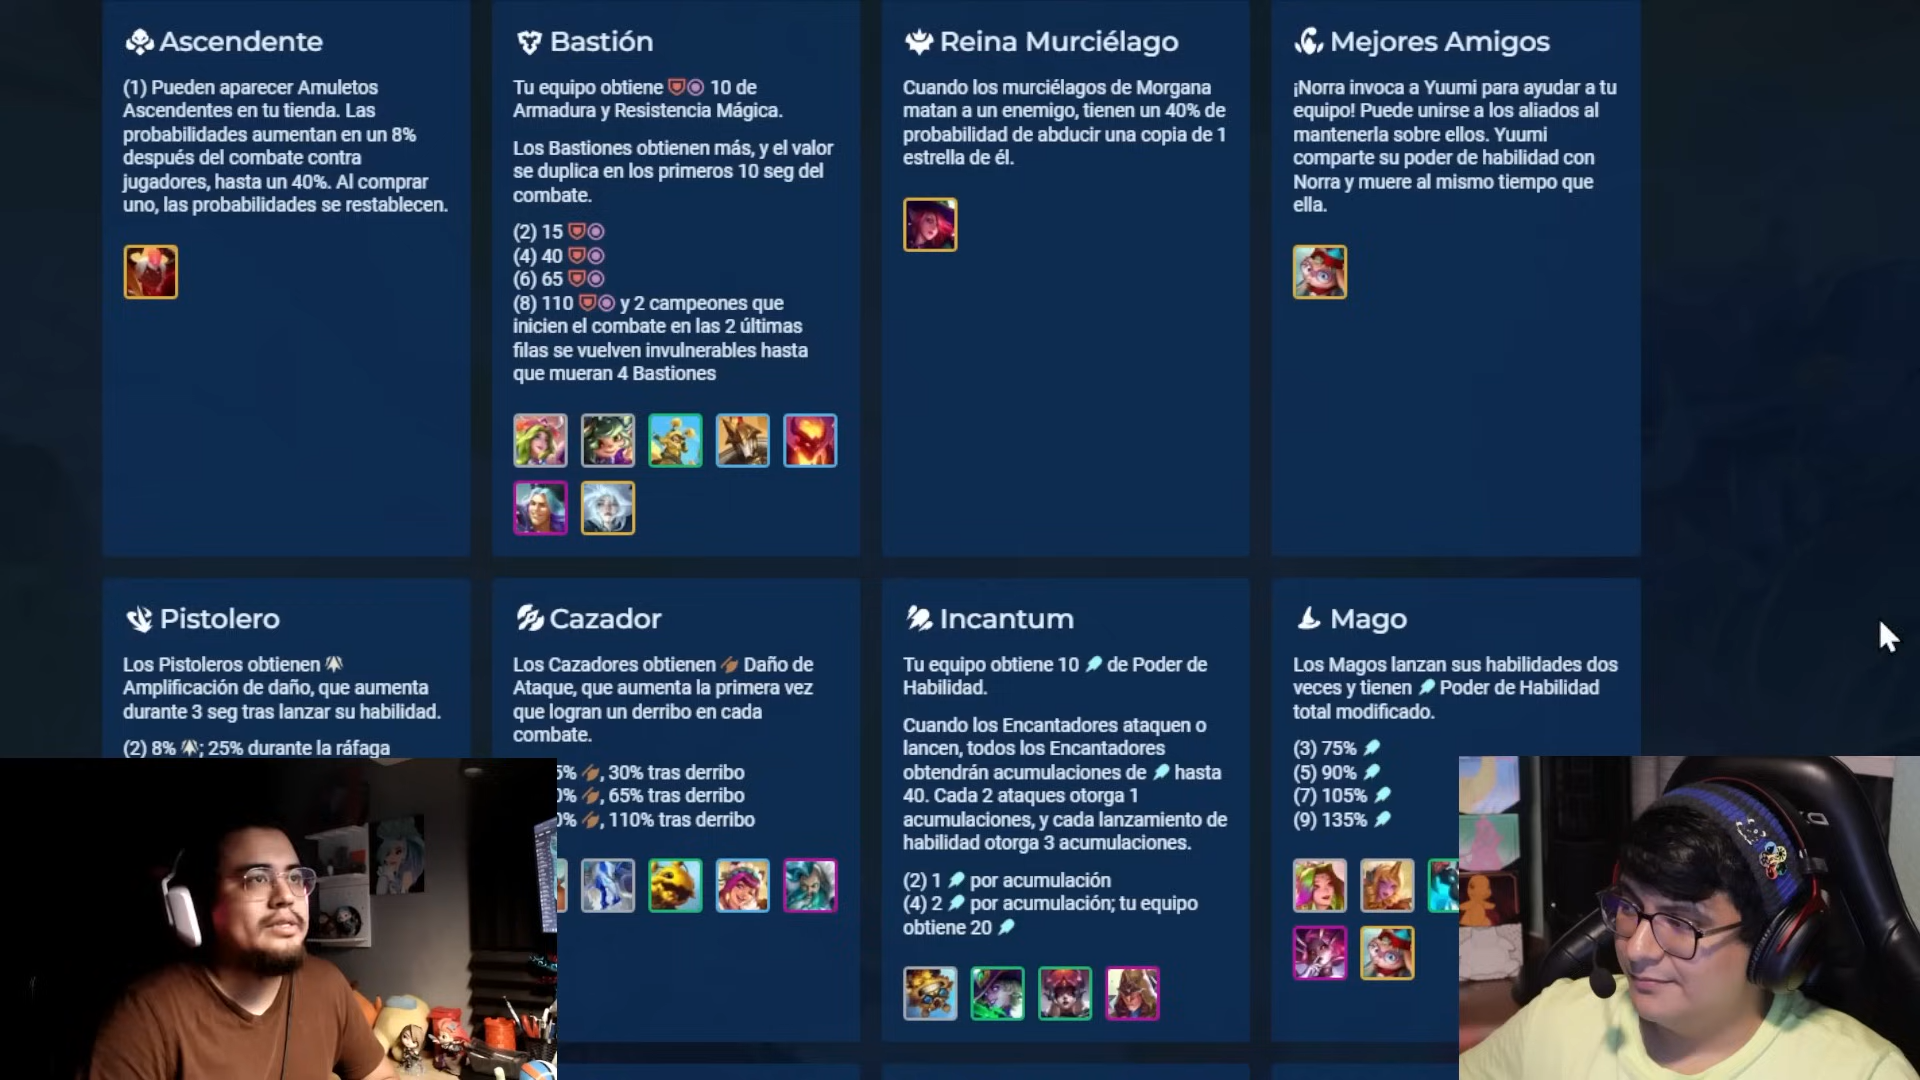 Ascendente
(1) Pueden aparecer Amuletos
Ascendentes en tu tienda. Las
probabilidades aumentan en un 8%
después del combate contra
jugadores, hasta un 40%. Al comprar
uno, las probabilidades se restablecen.
Bastión
Tu equipo obtiene 10 de
Armadura y Resistencia Mágica.
Los Bastiones obtienen más, y el valor
se duplica en los primeros 10 seg del
combate.
(2) 15
(4) 40
(6) 65
(8) 110 y 2 campeones que
inicien el combate en las 2 últimas
filas se vuelven invulnerables hasta
que mueran 4 Bastiones
Reina Murciélago
Cuando los murciélagos de Morgana
matan a un enemigo, tienen un 40% de
probabilidad de abducir una copia de 1
estrella de él.
Mejores Amigos
¡Norra invoca a Yuumi para ayudar a tu
equipo! Puede unirse a los aliados al
mantenerla sobre ellos. Yuumi
comparte su poder de habilidad con
Norra y muere al mismo tiempo que
ella.
Pistolero
Los Pistoleros obtienen
Amplificación de daño, que aumenta
durante 3 seg tras lanzar su habilidad.
(2) 8% ; 25% durante la ráfaga
Cazador
Los Cazadores obtienen Daño de
Ataque, que aumenta la primera vez
que logran un derribo en cada
combate.
5% , 30% tras derribo
0% , 65% tras derribo
0% , 110% tras derribo
Incantum
Tu equipo obtiene 10 de Poder de
Habilidad.
Cuando los Encantadores ataquen o
lancen, todos los Encantadores
obtendrán acumulaciones de hasta
40. Cada 2 ataques otorga 1
acumulaciones, y cada lanzamiento de
habilidad otorga 3 acumulaciones.
(2) 1 por acumulación
(4) 2 por acumulación; tu equipo
obtiene 20
Mago
Los Magos lanzan sus habilidades dos
veces y tienen Poder de Habilidad
total modificado.
(3) 75%
(5) 90%
(7) 105%
(9) 135%